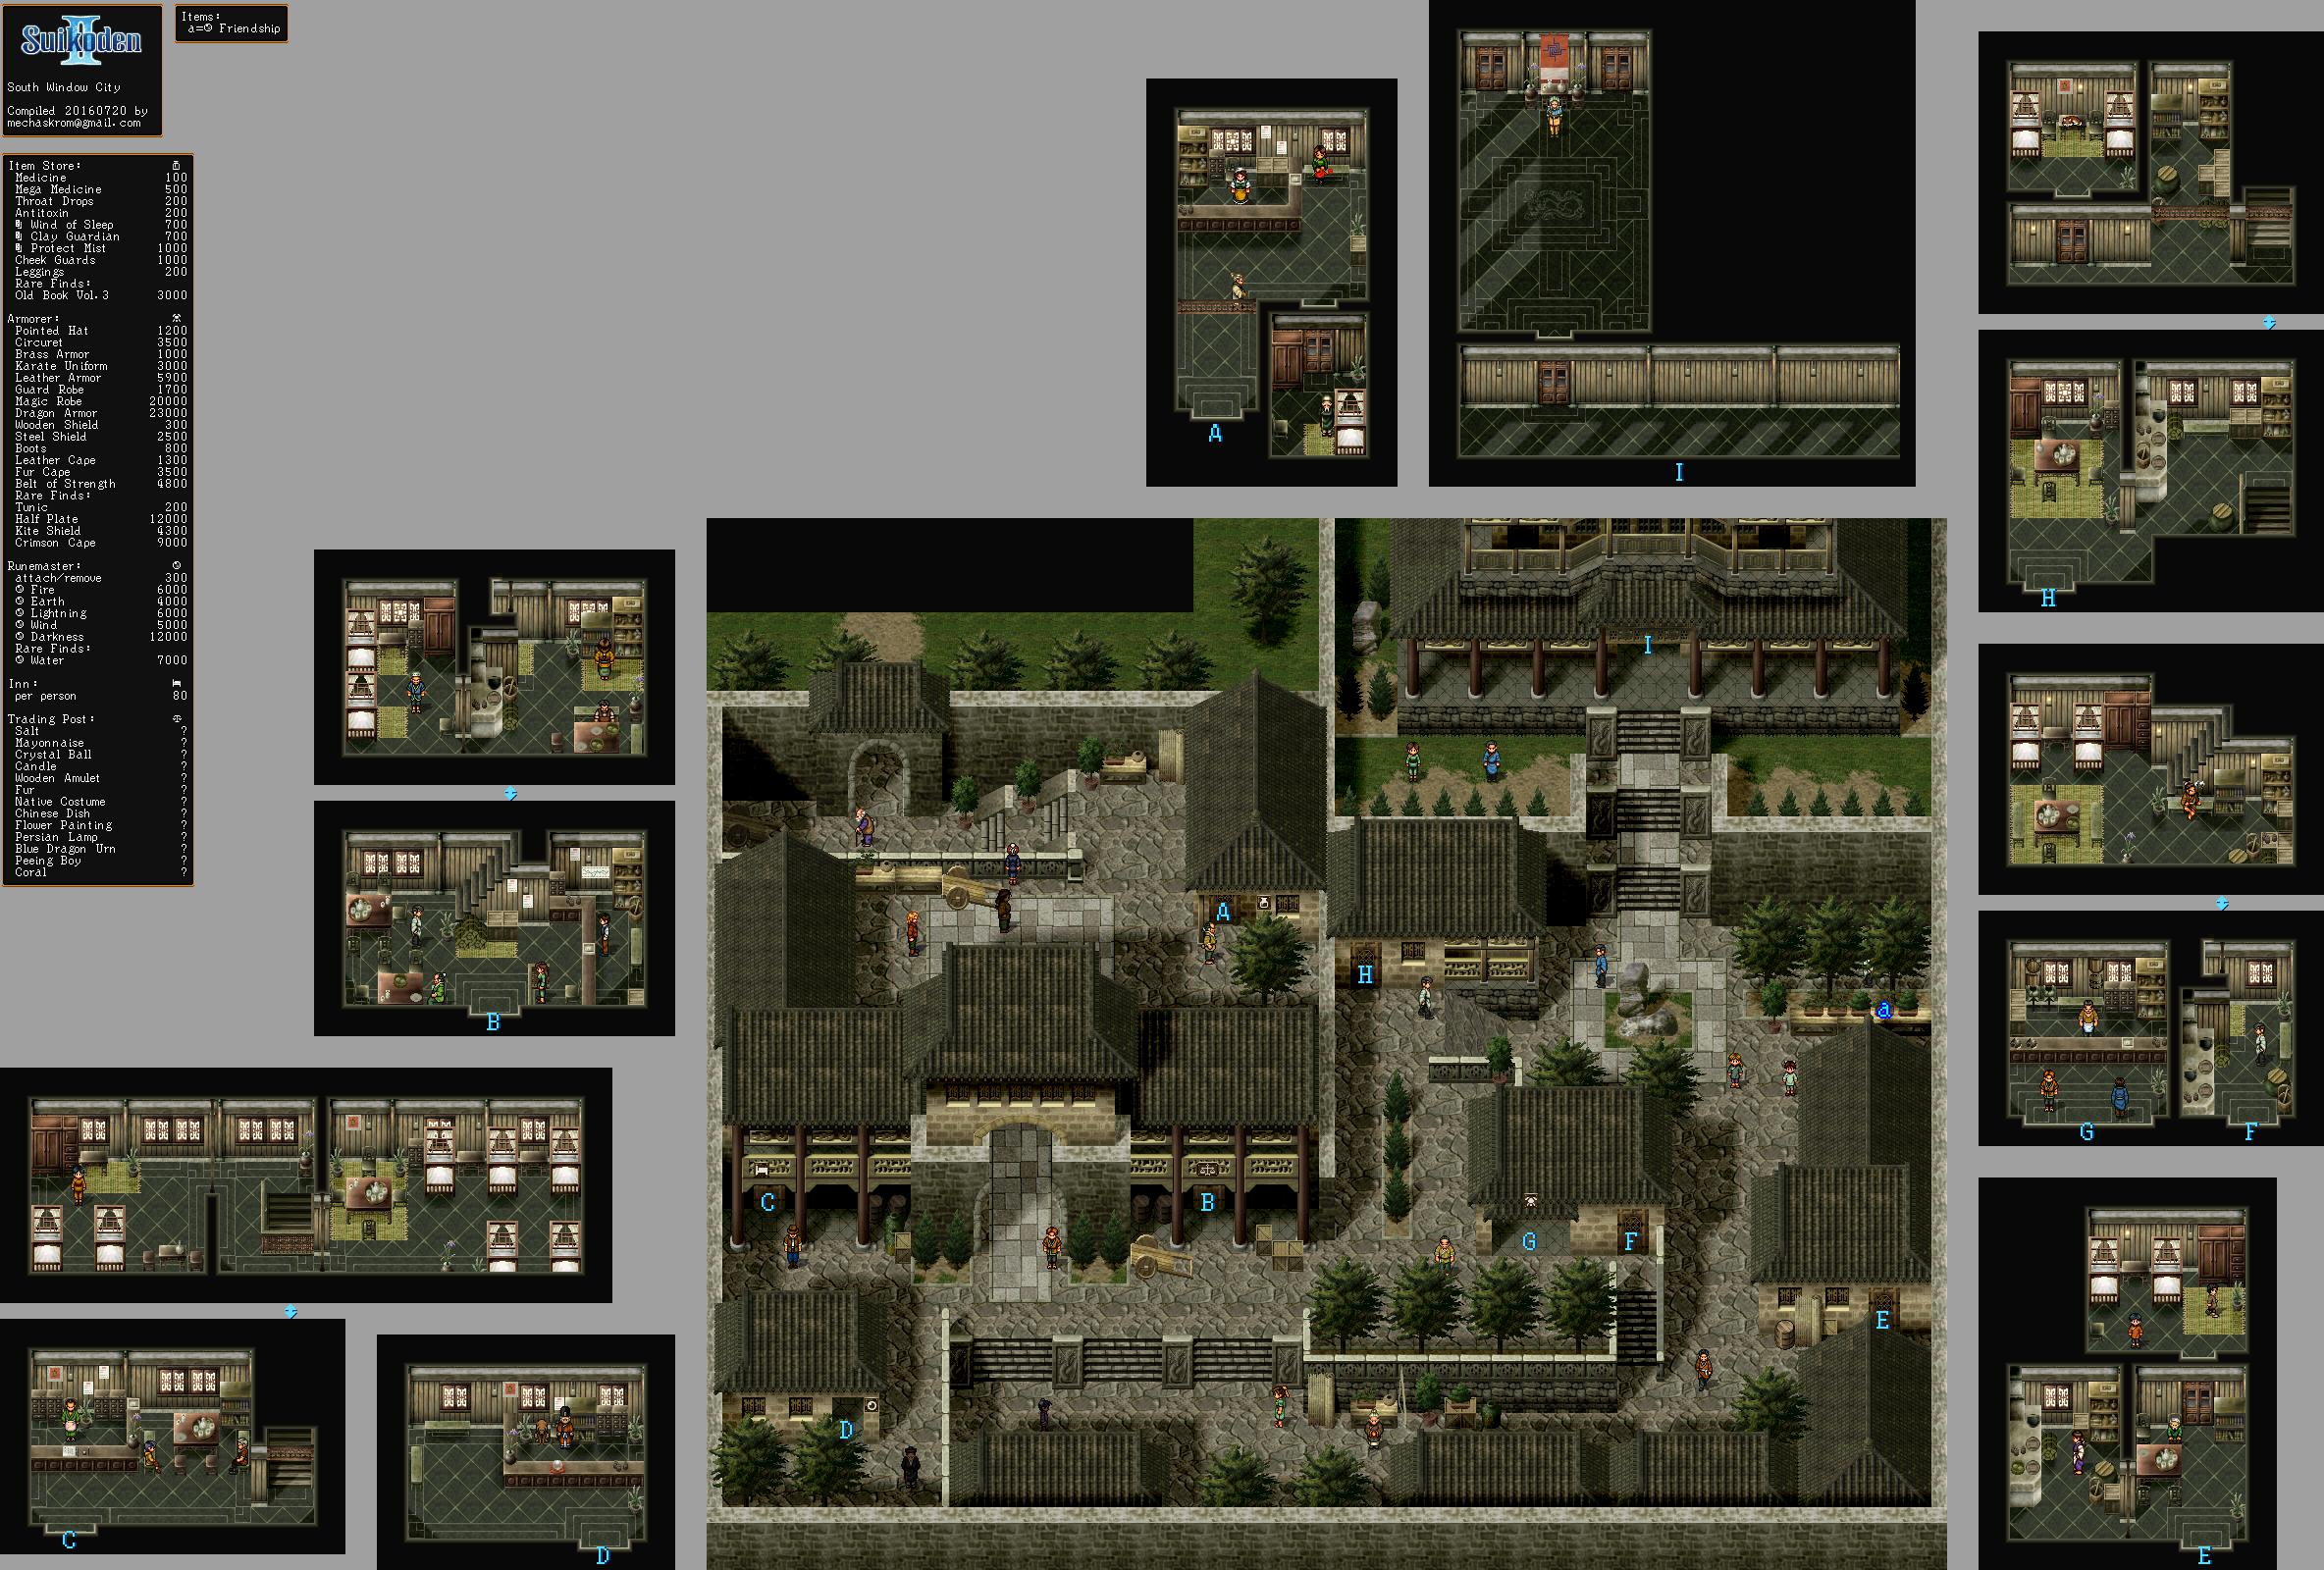 Suikoden II
South Window City
Compiled 20160720 by
mechaskrom@gmail.com
Items:
a= Friendship
Item Store:
Medicine 100
Mega Medicine 500
Throat Drops 200
Antitoxin 200
Wind of Sleep 700
Clay Guardian 700
Protect Mist 1000
Cheek Guards 1000
Leggings 200
Rare Finds:
Old Book Vol.3 3000
Armorer:
Pointed Hat 1200
Circuret 3500
Brass Armor 1000
Karate Uniform 3000
Leather Armor 5900
Guard Robe 1700
Magic Robe 20000
Dragon Armor 23000
Wooden Shield 300
Steel Shield 2500
Boots 800
Leather Cape 1300
Fur Cape 3500
Belt of Strength 4800
Rare Finds:
Tunic 200
Half Plate 12000
Kite Shield 4300
Crimson Cape 9000
Runemaster:
attach/remove 300
Fire 6000
Earth 4000
Lightning 6000
Wind 5000
Darkness 12000
Rare Finds:
Water 7000
Inn:
per person 80
Trading Post:
Salt ?
Mayonnaise ?
Crystal Ball ?
Candle ?
Wooden Amulet ?
Fur ?
Native Costume ?
Chinese Dish ?
Flower Painting ?
Persian Lamp ?
Blue Dragon Urn ?
Peeing Boy ?
Coral ?
A
I
H
B
G
F
C
D
E
I
A
H
a
C
B
G
F
E
D